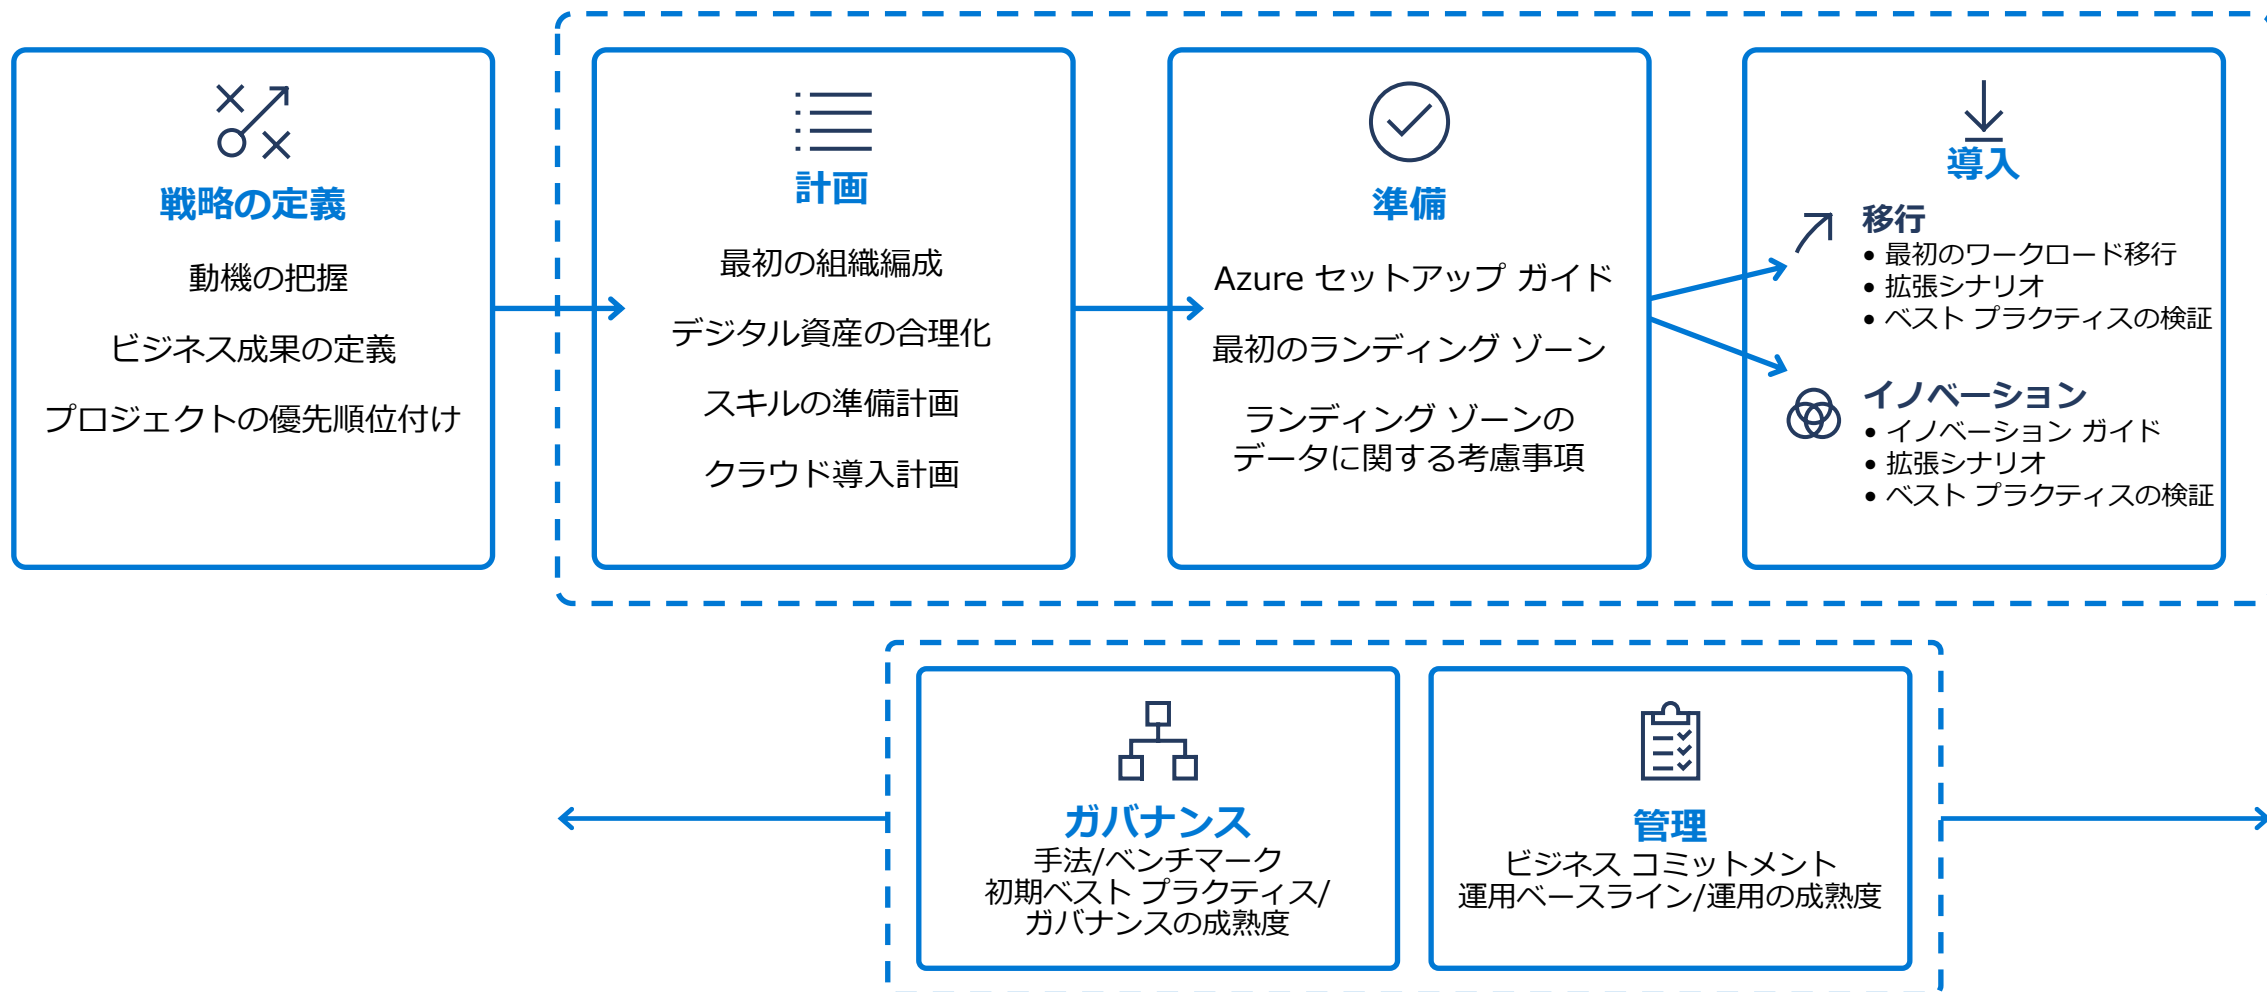 戦略の定義
動機の把握
ビジネス成果の定義
プロジェクトの優先順位付け
計画
最初の組織編成
デジタル資産の合理化
スキルの準備計画
クラウド導入計画
準備
Azure セットアップ ガイド
最初のランディング ゾーン
ランディング ゾーンの
データに関する考慮事項
導入
移行
• 最初のワークロード移行
• 拡張シナリオ
• ベスト プラクティスの検証
イノベーション
• イノベーション ガイド
• 拡張シナリオ
• ベスト プラクティスの検証
ガバナンス
手法/ベンチマーク
初期ベスト プラクティス/
ガバナンスの成熟度
管理
ビジネス コミットメント
運用ベースライン/運用の成熟度